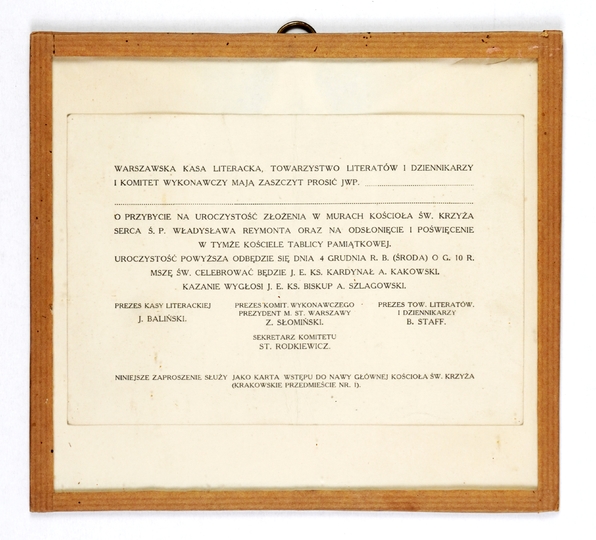 WARSZAWSKA KASA LITERACKA, TOWARZYSTWO LITERATÓW I DZIENNIKARZY
I KOMITET WYKONAWCZY MAJĄ ZASZCZYT PROSIĆ JWP.
O PRZYBYCIE NA UROCZYSTOŚĆ ZŁOŻENIA W MURACH KOŚCIOŁA ŚW. KRZYŻA
SERCA Ś. P. WŁADYSŁAWA REYMONTA ORAZ NA ODSŁONIĘCIE I POŚWIĘCENIE
W TYMŻE KOŚCIELE TABLICY PAMIĄTKOWEJ.
UROCZYSTOŚĆ POWYŻSZA ODBĘDZIE SIĘ DNIA 4 GRUDNIA R. B. (ŚRODA) O G. 10 R.
MSZĘ ŚW. CELEBROWAĆ BĘDZIE J. E. KS. KARDYNAŁ A. KAKOWSKI.
KAZANIE WYGŁOSI J. E. KS. BISKUP A. SZLAGOWSKI.
PREZES KASY LITERACKIEJ
J. BALIŃSKI.
PREZES KOMIT. WYKONAWCZEGO
PREZYDENT M. ST. WARSZAWY
Z. SŁOMIŃSKI.
PREZES TOW. LITERATÓW.
I DZIENNIKARZY
B. STAFF.
SEKRETARZ KOMITETU
ST. RODKIEWICZ.
NINIEJSZE ZAPROSZENIE SŁUŻY JAKO KARTA WSTĘPU DO NAWY GŁÓWNEJ KOŚCIOŁA ŚW. KRZYŻA
(KRAKOWSKIE PRZEDMIEŚCIE NR. 1).